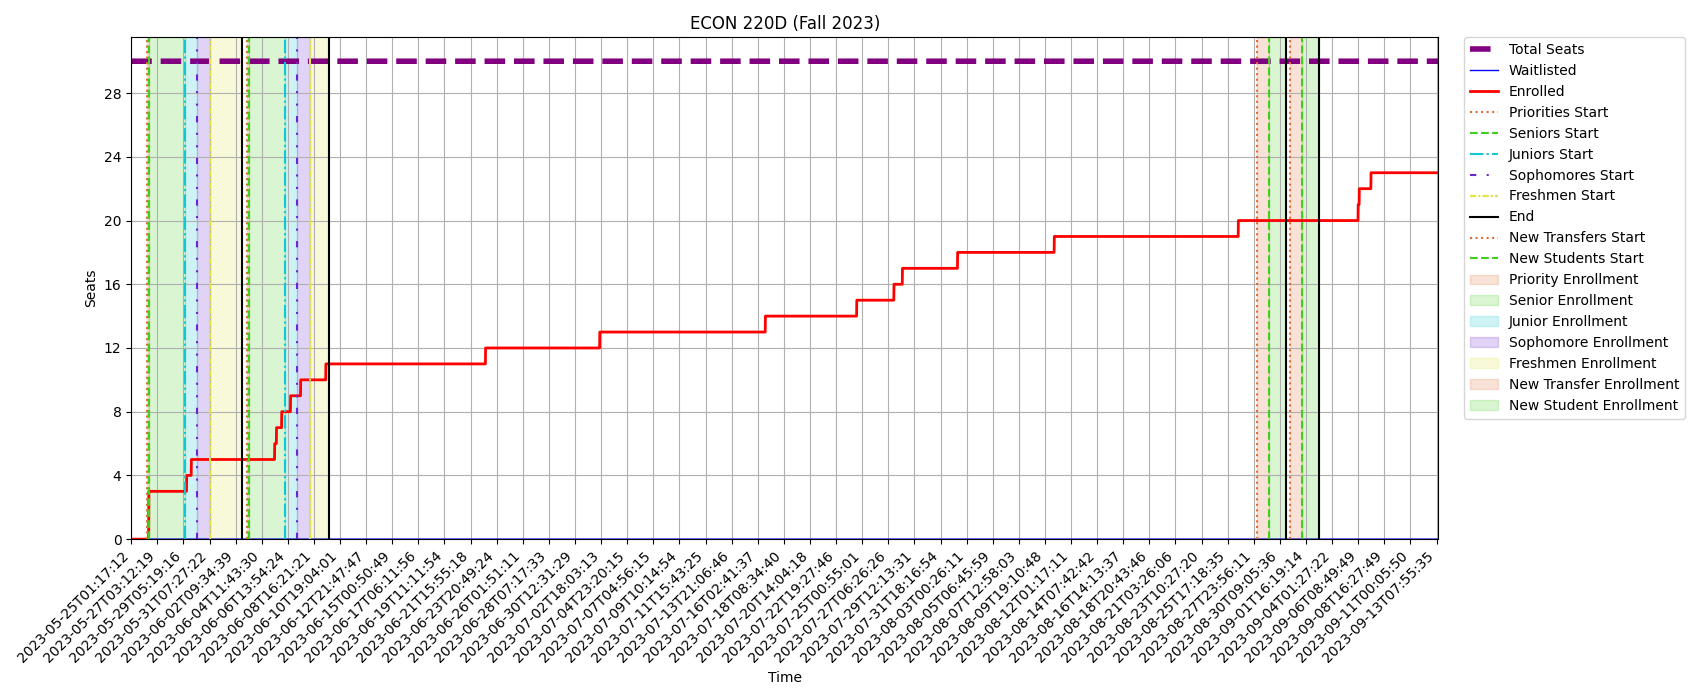 ECON 220D (Fall 2023)
Seats
28
24
20
16
12
8
4
0
2023-05-25T01:17:12
2023-05-27T03:12:19
2023-05-29T05:19:16
2023-05-31T07:27:22
2023-06-02T09:34:39
2023-06-04T11:43:30
2023-06-06T13:54:24
2023-06-08T16:21:21
2023-06-10T19:04:01
2023-06-12T21:47:47
2023-06-15T00:50:49
2023-06-17T06:11:56
2023-06-19T11:11:54
2023-06-21T15:55:18
2023-06-23T20:49:24
2023-06-26T01:51:11
2023-06-28T07:17:33
2023-06-30T12:31:29
2023-07-02T18:03:13
2023-07-04T23:20:15
2023-07-07T04:56:15
2023-07-09T10:14:54
2023-07-11T15:43:25
2023-07-13T21:06:46
2023-07-16T02:41:37
2023-07-18T08:34:40
2023-07-20T14:04:18
2023-07-22T19:27:46
2023-07-25T00:55:01
2023-07-27T06:26:26
2023-07-29T12:13:31
2023-07-31T18:16:54
2023-08-03T00:26:11
2023-08-05T06:45:59
2023-08-07T12:58:03
2023-08-09T19:10:48
2023-08-12T01:17:11
2023-08-14T07:42:42
2023-08-16T14:13:37
2023-08-18T20:43:46
2023-08-21T03:26:06
2023-08-23T10:27:20
2023-08-25T17:18:35
2023-08-27T23:56:11
2023-08-30T09:05:36
2023-09-01T16:19:14
2023-09-04T01:27:22
2023-09-06T08:49:49
2023-09-08T16:27:49
2023-09-11T00:05:50
2023-09-13T07:55:35
Time
Total Seats
Waitlisted
Enrolled
Priorities Start
Seniors Start
Juniors Start
Sophomores Start
Freshmen Start
End
New Transfers Start
New Students Start
Priority Enrollment
Senior Enrollment
Junior Enrollment
Sophomore Enrollment
Freshmen Enrollment
New Transfer Enrollment
New Student Enrollment